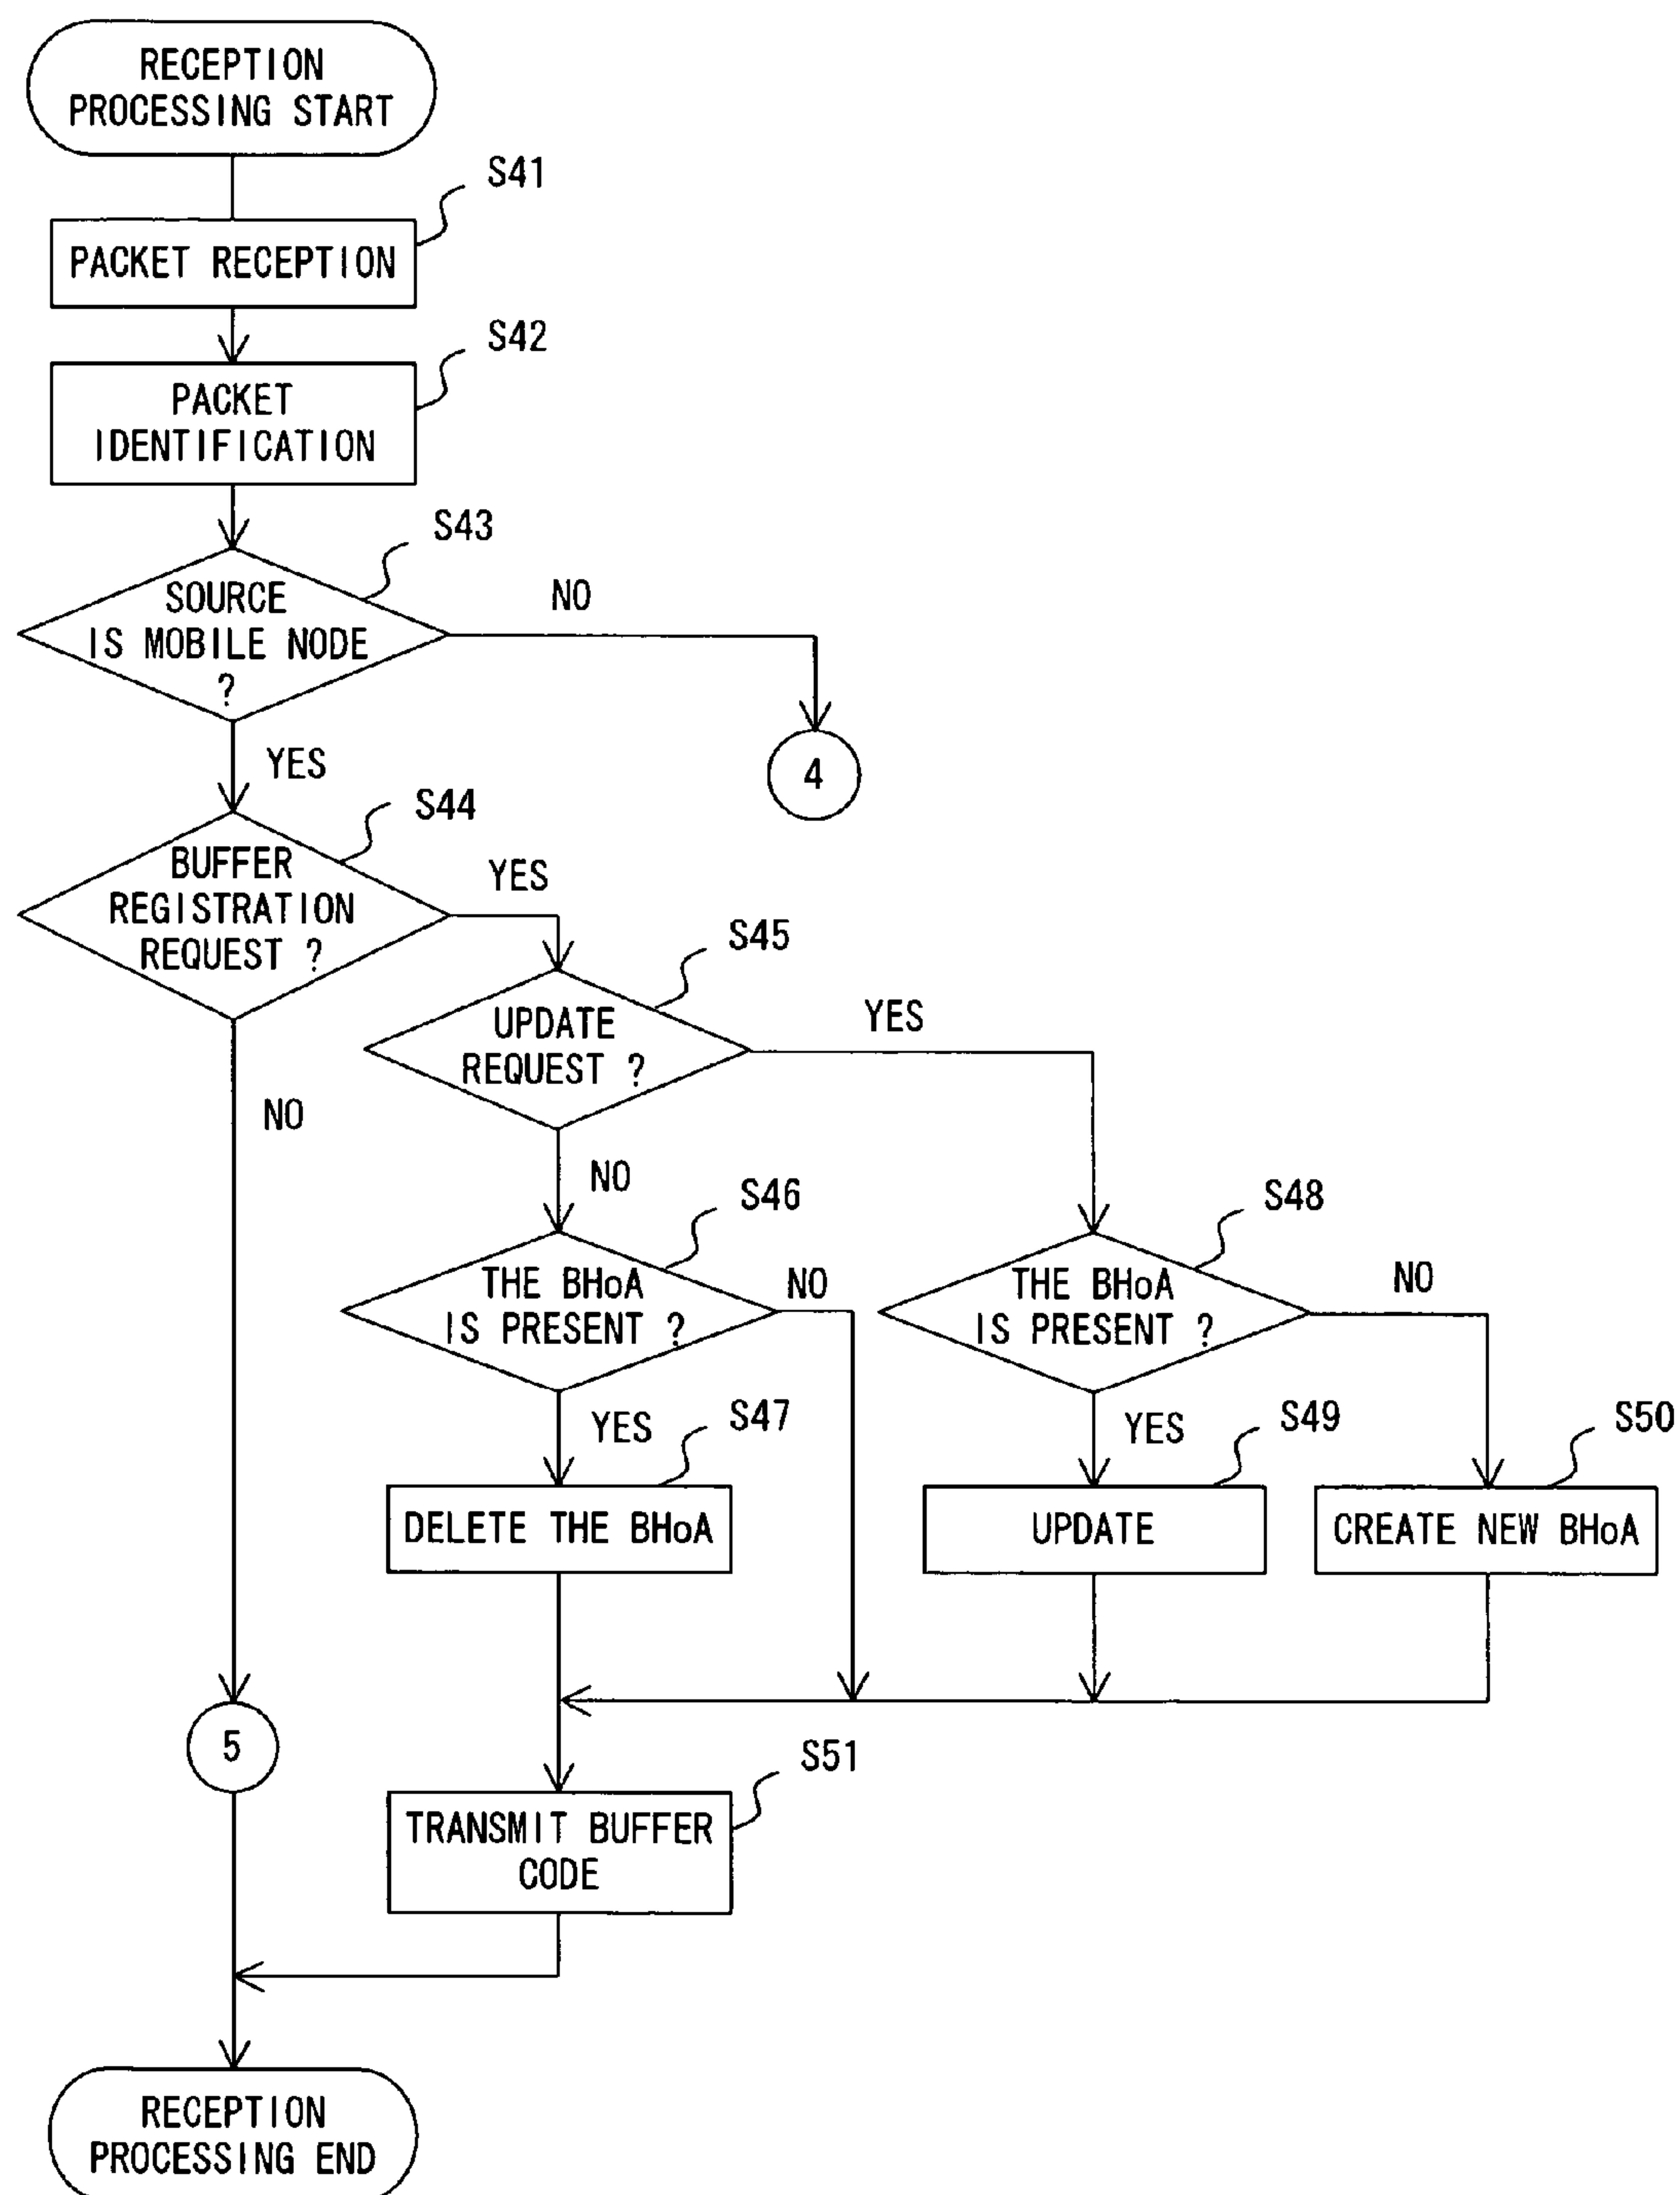 RECEPTION
PROCESSING START
S41
PACKET RECEPTION
S42
PACKET
IDENTIFICATION
S43
SOURCE
IS MOBILE NODE
?
NO
4
YES
S44
BUFFER
REGISTRATION
REQUEST ?
YES
S45
UPDATE
REQUEST ?
YES
NO
NO
S46
THE BHoA
IS PRESENT ?
NO
S48
THE BHoA
IS PRESENT ?
NO
YES
S47
DELETE THE BHoA
YES
S49
UPDATE
S50
CREATE NEW BHoA
5
S51
TRANSMIT BUFFER
CODE
RECEPTION
PROCESSING END